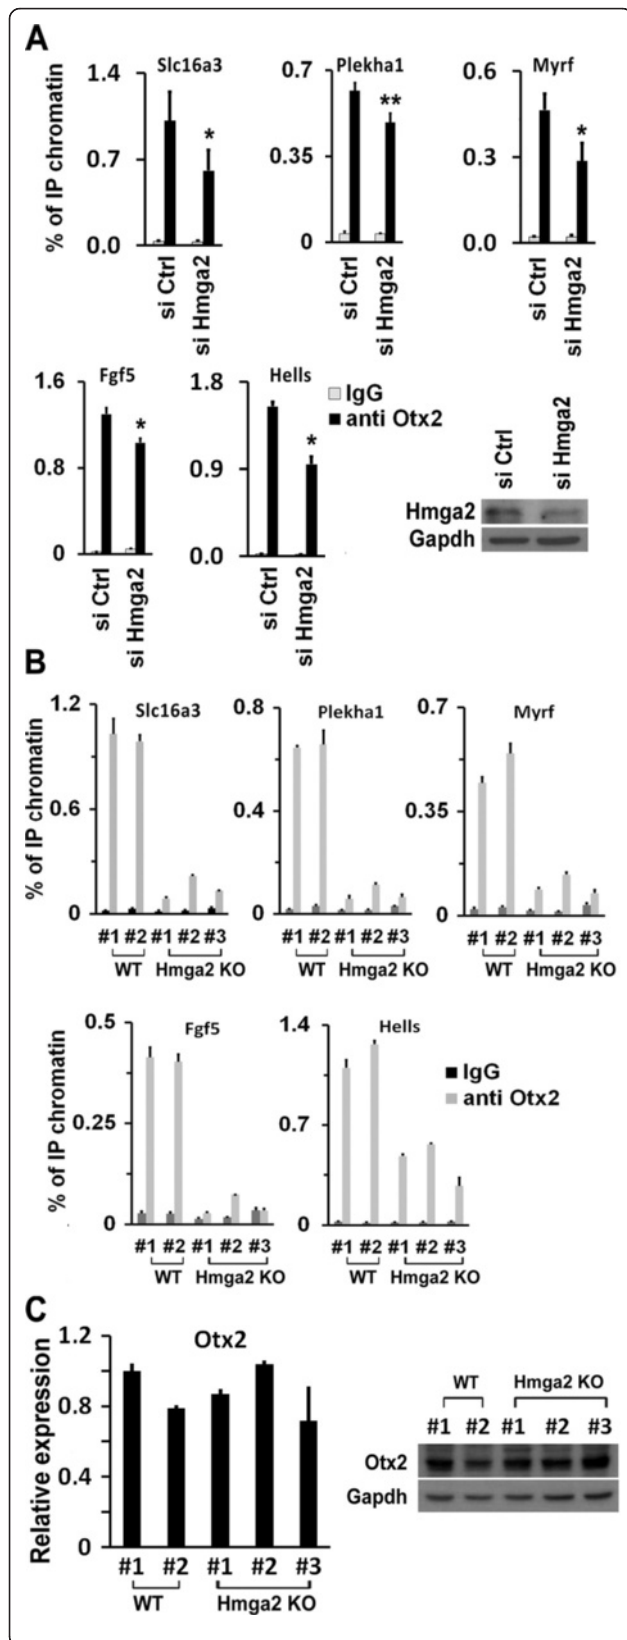 A
Slc16a3
Plekha1
Myrf
% of IP chromatin
1.4
0.7
0.0
0.7
0.35
0
0.6
0.3
0.0
si Ctrl
si Hmga2
si Ctrl
si Hmga2
si Ctrl
si Hmga2
*
**
*
Fgf5
Hells
1.6
0.8
0
1.8
0.9
0.0
*
*
IgG
anti Otx2
si Ctrl
si Hmga2
si Ctrl
si Hmga2
si Ctrl
si Hmga2
Hmga2
Gapdh
B
Slc16a3
Plekha1
Myrf
% of IP chromatin
1.2
0.6
0
0.8
0.4
0
0.7
0.35
0
#1 #2 #1 #2 #3
WT Hmga2 KO
#1 #2 #1 #2 #3
WT Hmga2 KO
#1 #2 #1 #2 #3
WT Hmga2 KO
Fgf5
Hells
% of IP chromatin
0.5
0.25
0
1.4
0.7
0
IgG
anti Otx2
#1 #2 #1 #2 #3
WT Hmga2 KO
#1 #2 #1 #2 #3
WT Hmga2 KO
C
Otx2
Relative expression
1.2
0.8
0.4
0
#1 #2 #1 #2 #3
WT Hmga2 KO
WT Hmga2 KO
#1 #2 #1 #2 #3
Otx2
Gapdh